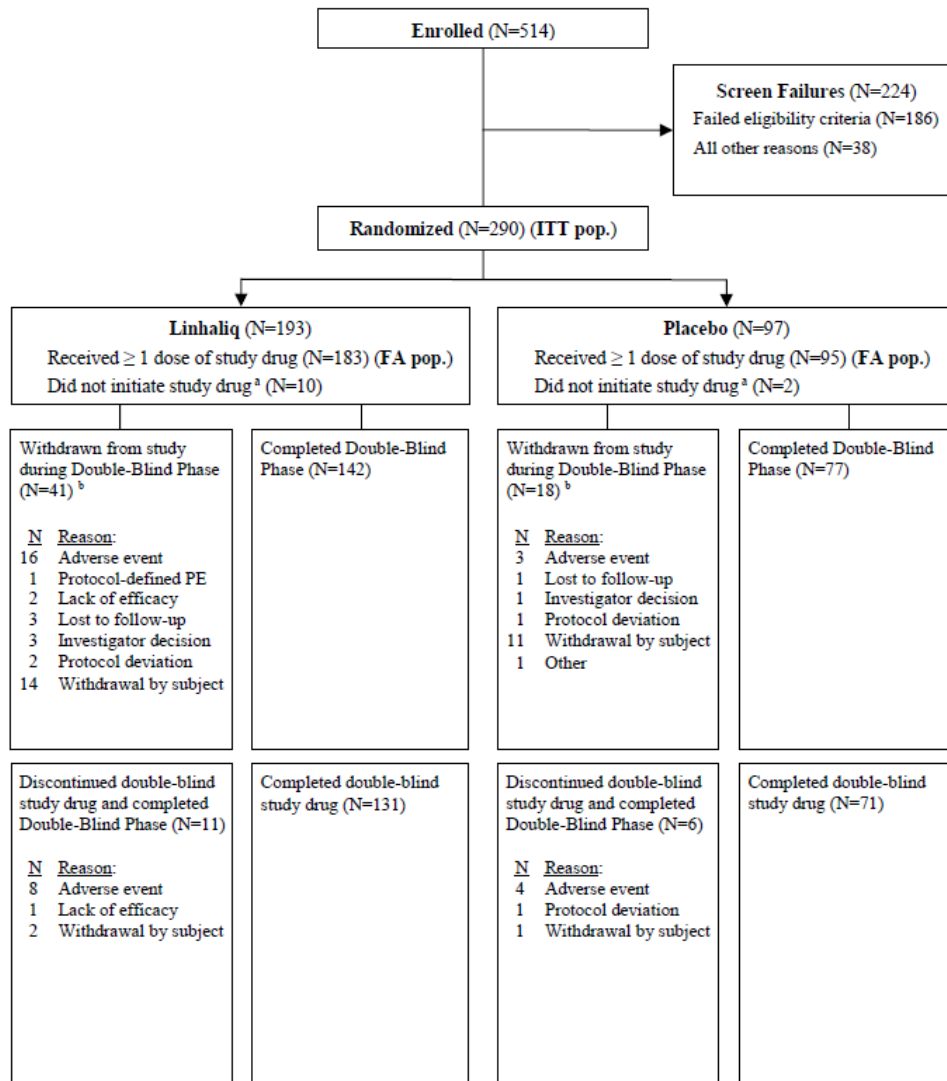 Enrolled (N=514)
Screen Failures (N=224)
Failed eligibility criteria (N=186)
All other reasons (N=38)
Randomized (N=290) (ITT pop.)
Linhaliq (N=193)
Received ≥ 1 dose of study drug (N=183) (FA pop.)
Did not initiate study drug a (N=10)
Placebo (N=97)
Received ≥ 1 dose of study drug (N=95) (FA pop.)
Did not initiate study drug a (N=2)
Withdrawn from study
during Double-Blind Phase
(N=41) b
N Reason:
16 Adverse event
1 Protocol-defined PE
2 Lack of efficacy
3 Lost to follow-up
3 Investigator decision
2 Protocol deviation
14 Withdrawal by subject
Completed Double-Blind
Phase (N=142)
Withdrawn from study
during Double-Blind Phase
(N=18) b
N Reason:
3 Adverse event
1 Lost to follow-up
1 Investigator decision
1 Protocol deviation
11 Withdrawal by subject
1 Other
Completed Double-Blind
Phase (N=77)
Discontinued double-blind
study drug and completed
Double-Blind Phase (N=11)
N Reason:
8 Adverse event
1 Lack of efficacy
2 Withdrawal by subject
Completed double-blind
study drug (N=131)
Discontinued double-blind
study drug and completed
Double-Blind Phase (N=6)
N Reason:
4 Adverse event
1 Protocol deviation
1 Withdrawal by subject
Completed double-blind
study drug (N=71)